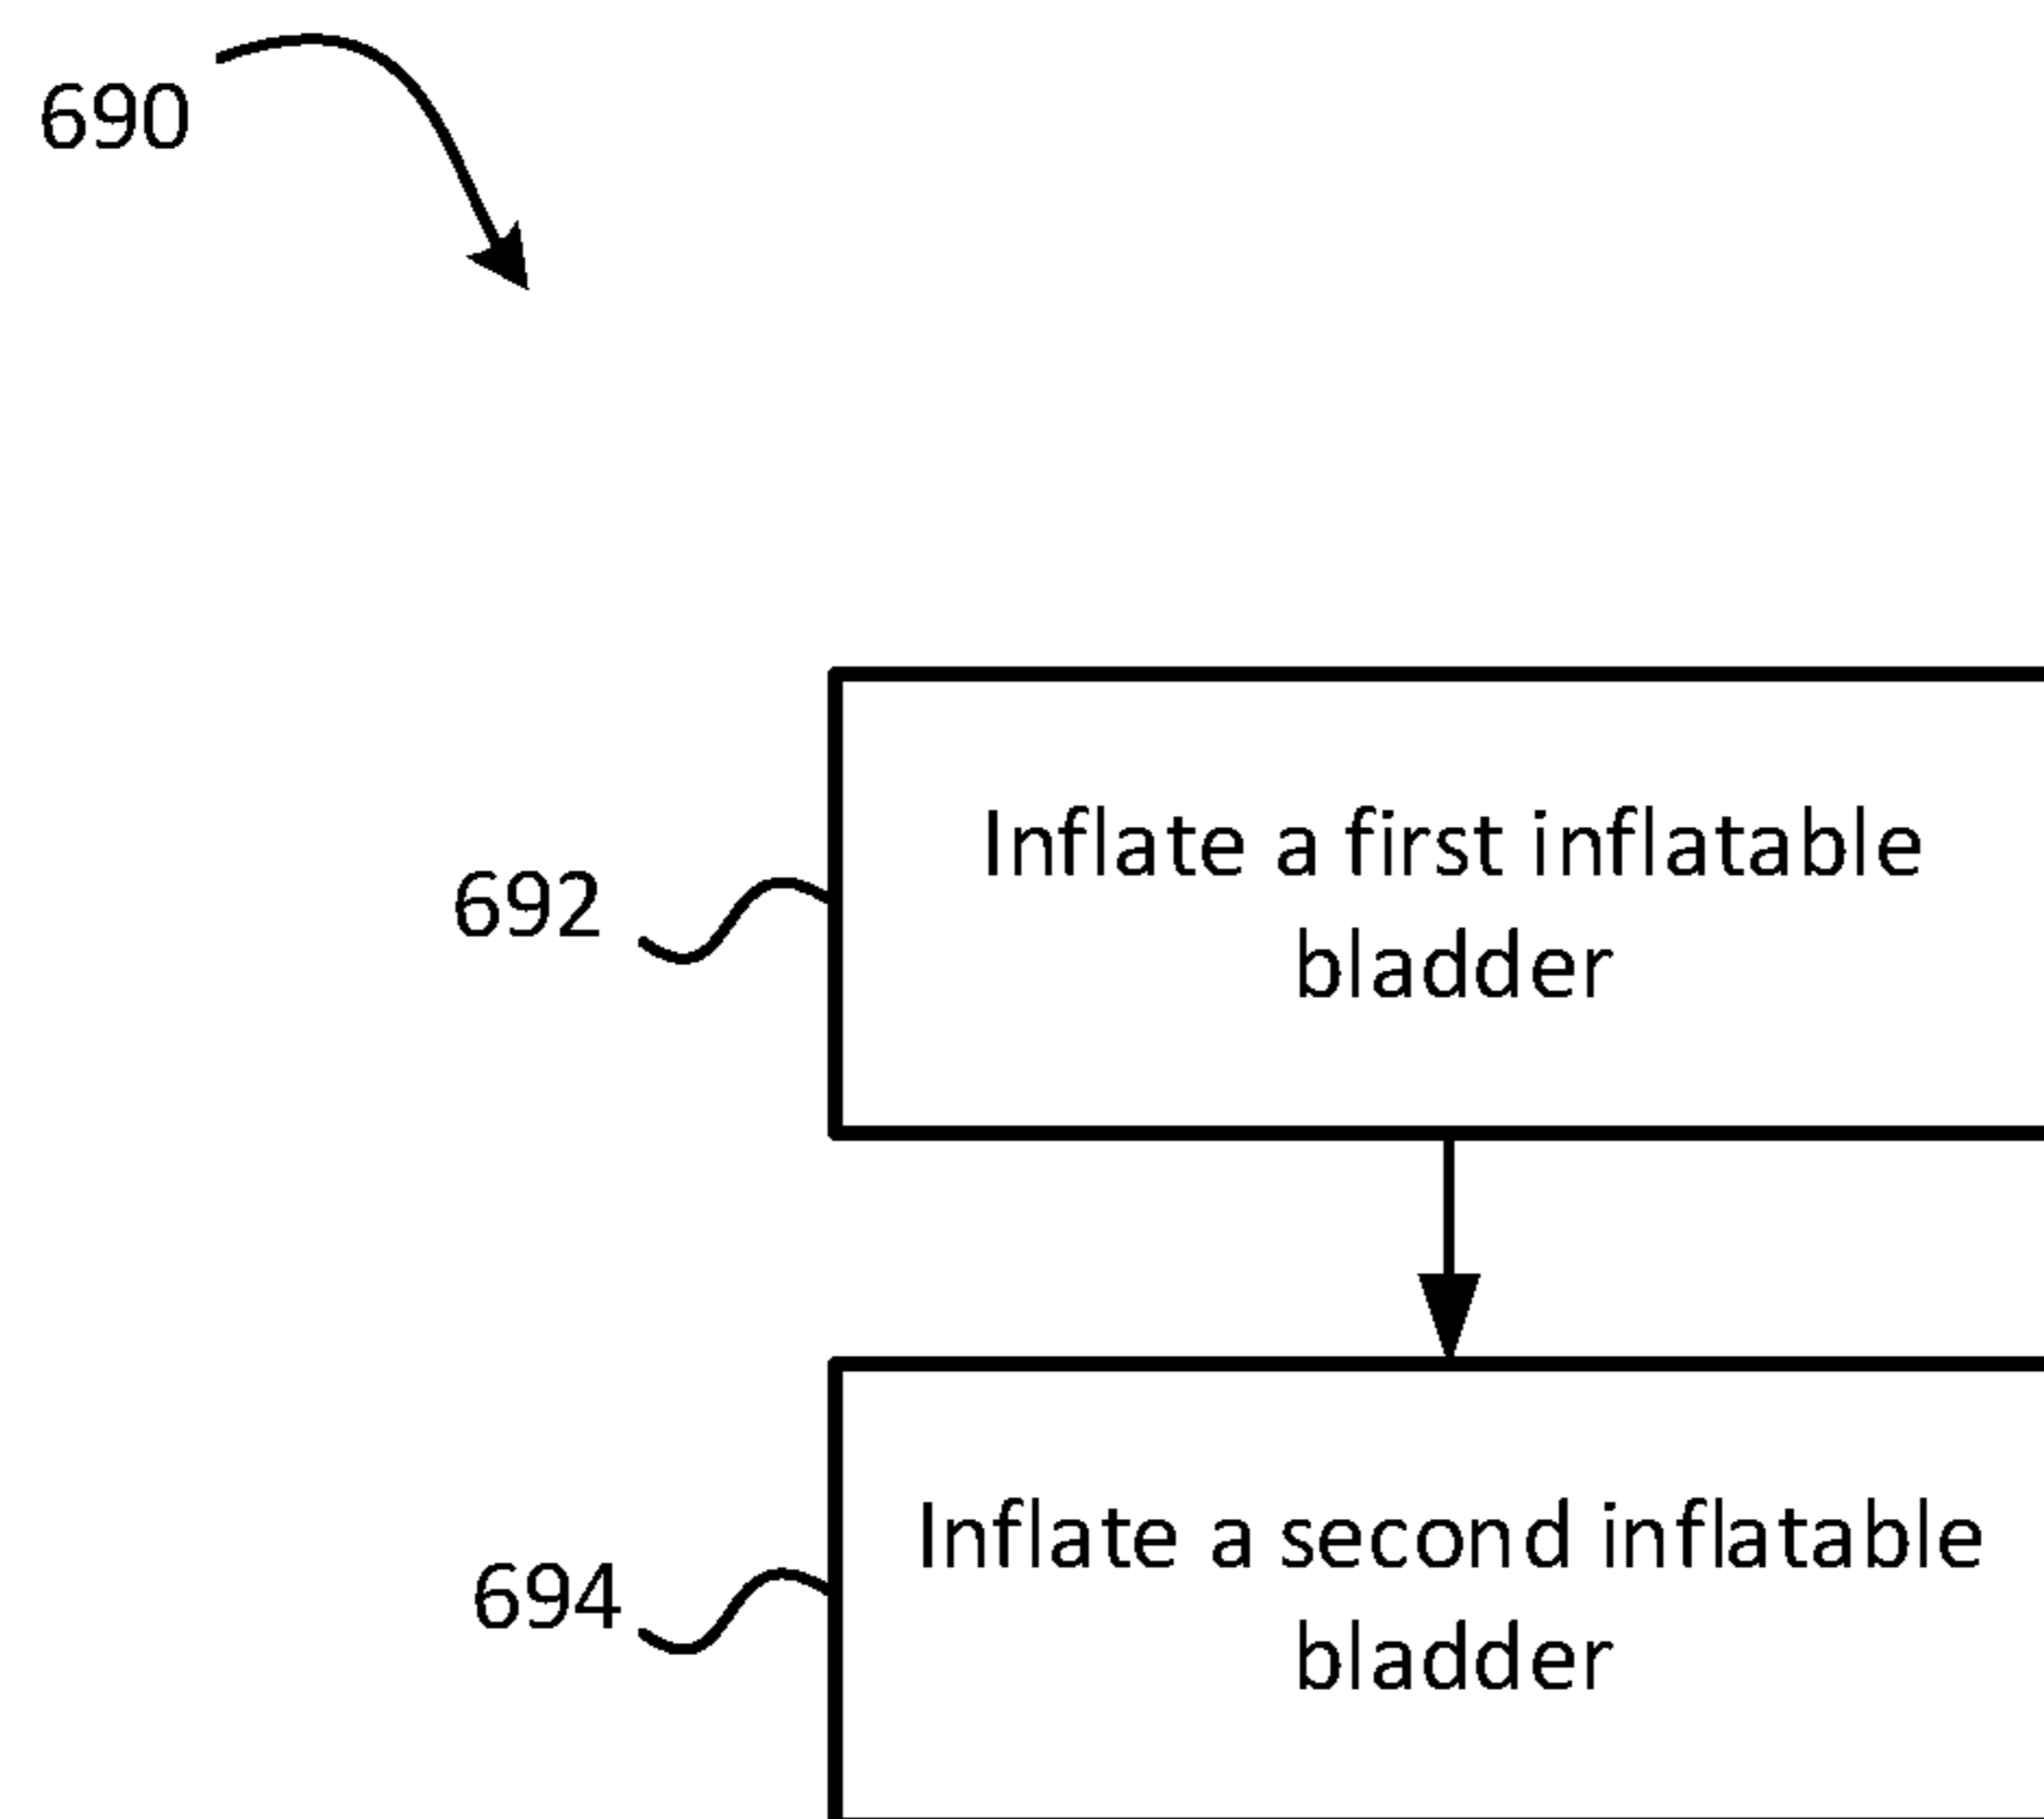 690
692
Inflate a first inflatable
bladder
694
Inflate a second inflatable
bladder